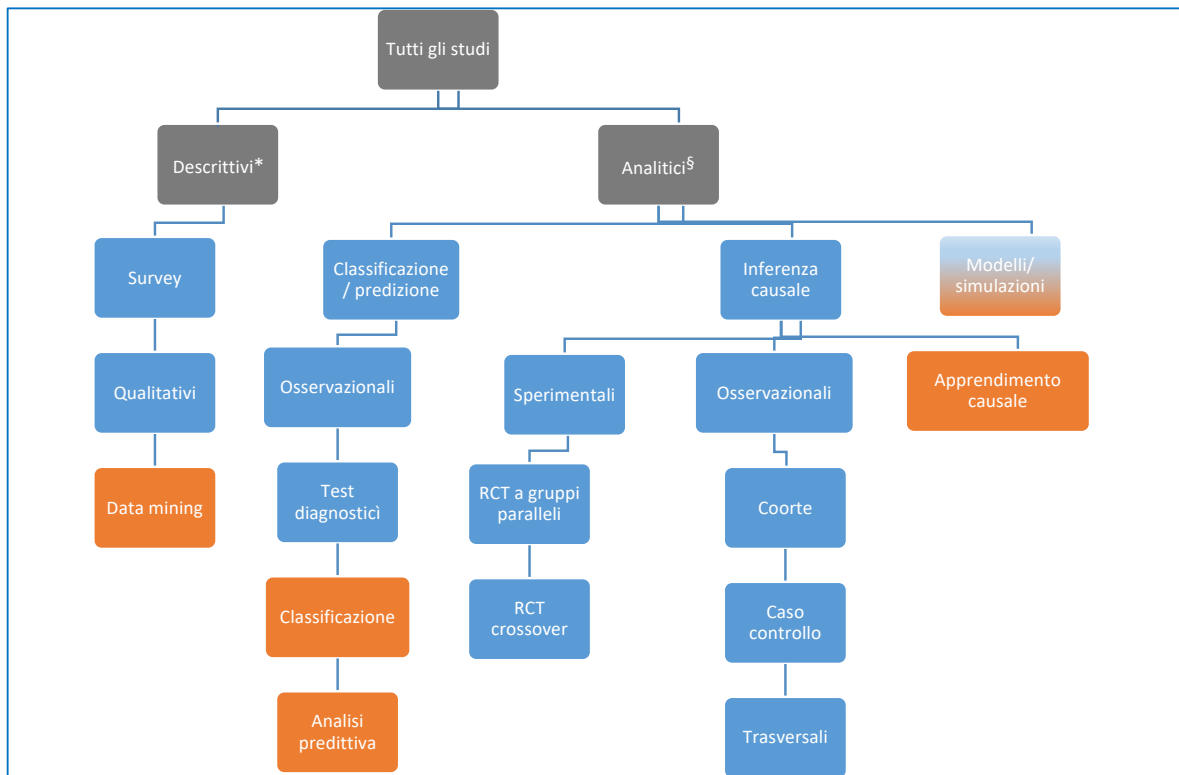 Tutti gli studi
Descrittivi*
Analitici§
Survey
Classificazione
/ predizione
Inferenza
causale
Modelli/
simulazioni
Qualitativi
Osservazionali
Sperimentali
Osservazionali
Apprendimento
causale
Data mining
Test
diagnosticì
RCT a gruppi
paralleli
Coorte
Classificazione
RCT
crossover
Caso
controllo
Analisi
predittiva
Trasversali